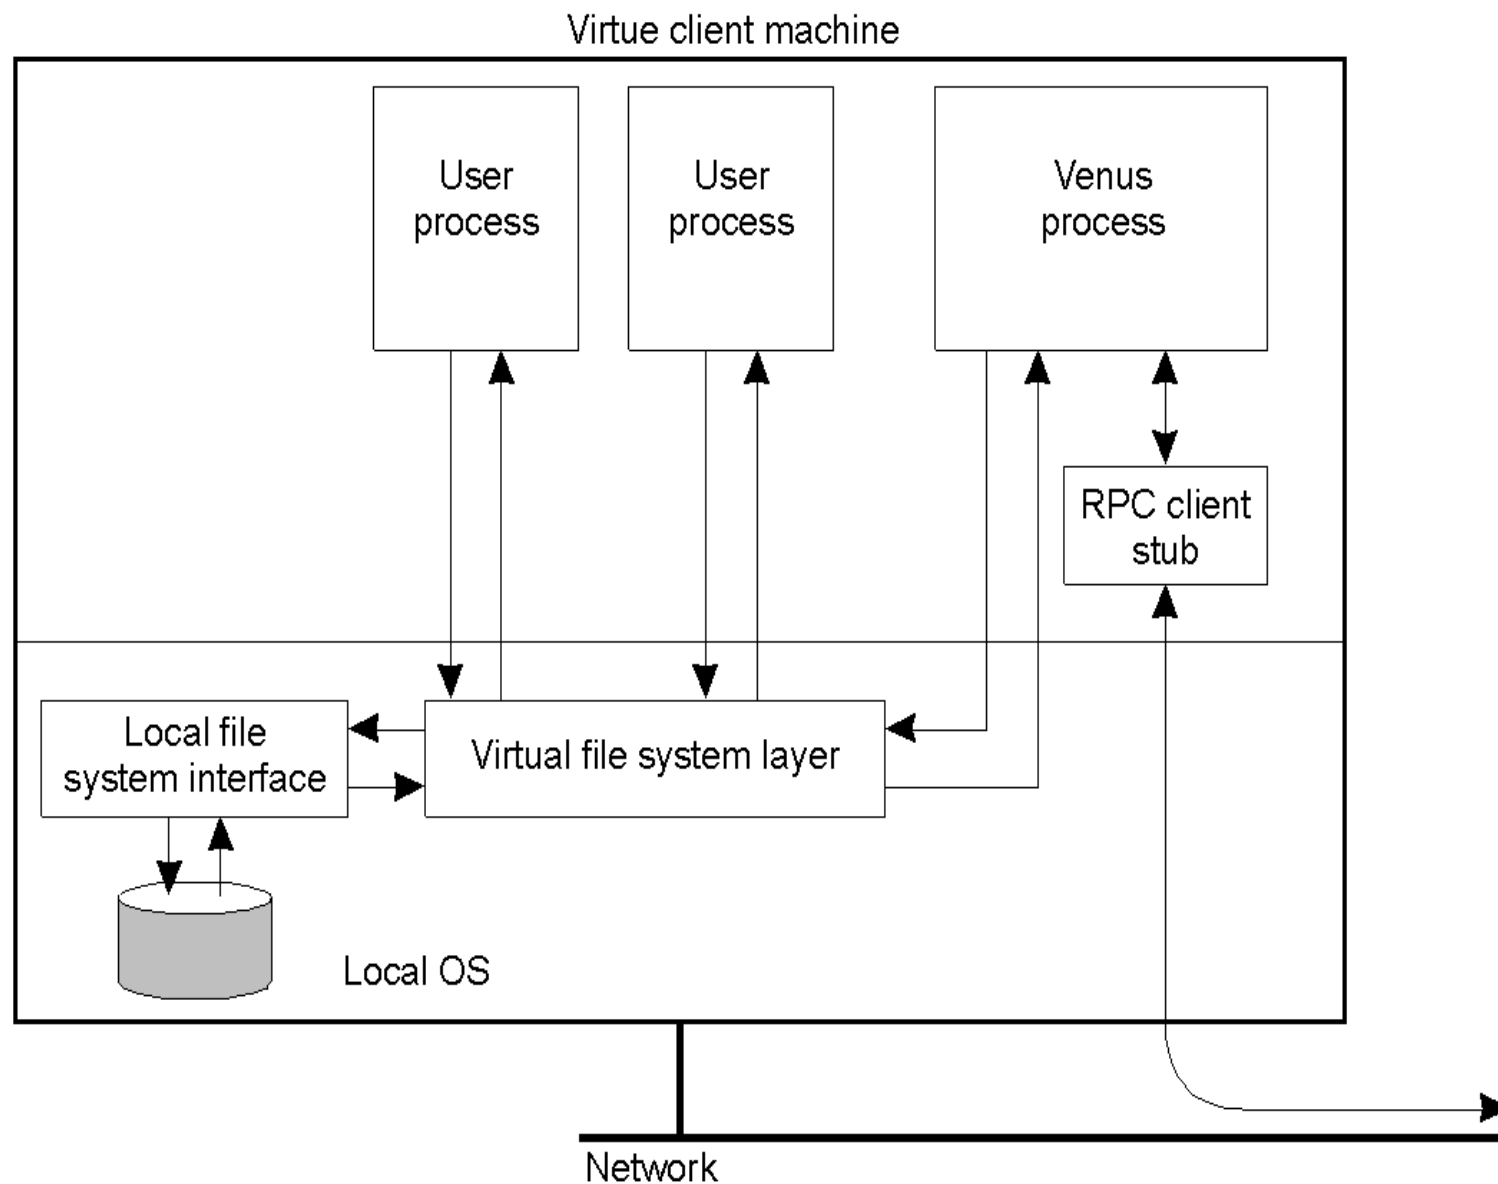 Virtue client machine
User
process
User
process
Venus
process
RPC client
stub
Local file
system interface
Virtual file system layer
Local OS
Network